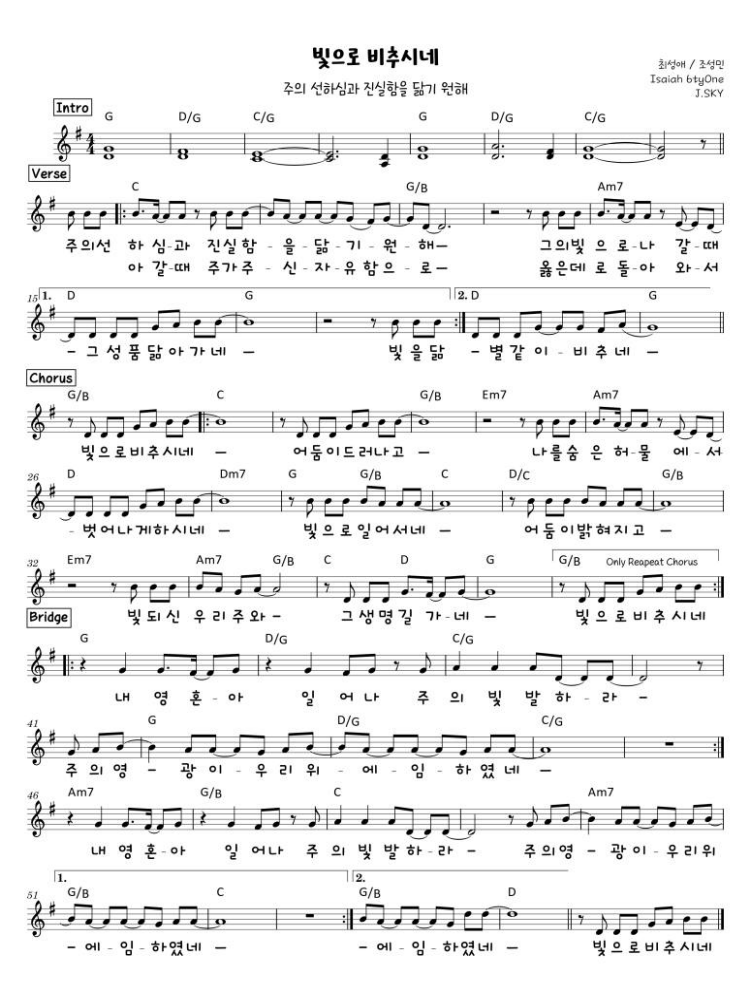 빛으로 비추시네
주의 선하심과 진실함을 닮기 원해
최성애 / 조성민
Isaiah 6tyOne
J.SKY
Intro
G D/G C/G G D/G C/G
Verse
C G/B Am7
주의선 하 심-과 진실함 - 을-닮 - 기 - 원 - 해 — 그의빛 으 로-나 갈-때
아 갈-때 주가주 - 신-자 - 유 함으 - 로 — 옳은데 로 돌-아 와-서
15 1. D G 2. D G
- 그 성 품 닮 아 가 네 — 빛 을 닮 - 별 같 이 - 비 추 네 —
Chorus
G/B C G/B Em7 Am7
빛으로비추시네 — 어둠이드러나고 — 나를숨 은 허-물 에-서
26 D Dm7 G G/B C D/C G/B
- 벗어나게하시네 — 빛으로일어서네 — 어둠이밝혀지고 —
32 Em7 Am7 G/B C D G G/B Only Reapeat Chorus
빛되신 우리주와 - 그생명길 가-네 — 빛으로비추시네
Bridge
G D/G C/G
내 영 혼-아 일 어나 주 의 빛 발 하 - 라 -
41 G D/G C/G
주 의 영 — 광 이 - 우 리 위 - 에 - 임 - 하 였 네 —
46 Am7 G/B C Am7
내 영 혼-아 일 어나 주 의 빛 발 하 - 라 - 주의영 - 광이 - 우리위
51 1. G/B C 2. G/B D
- 에 - 임 - 하였네 — - 에 - 임 - 하였네 — 빛으로비추시네